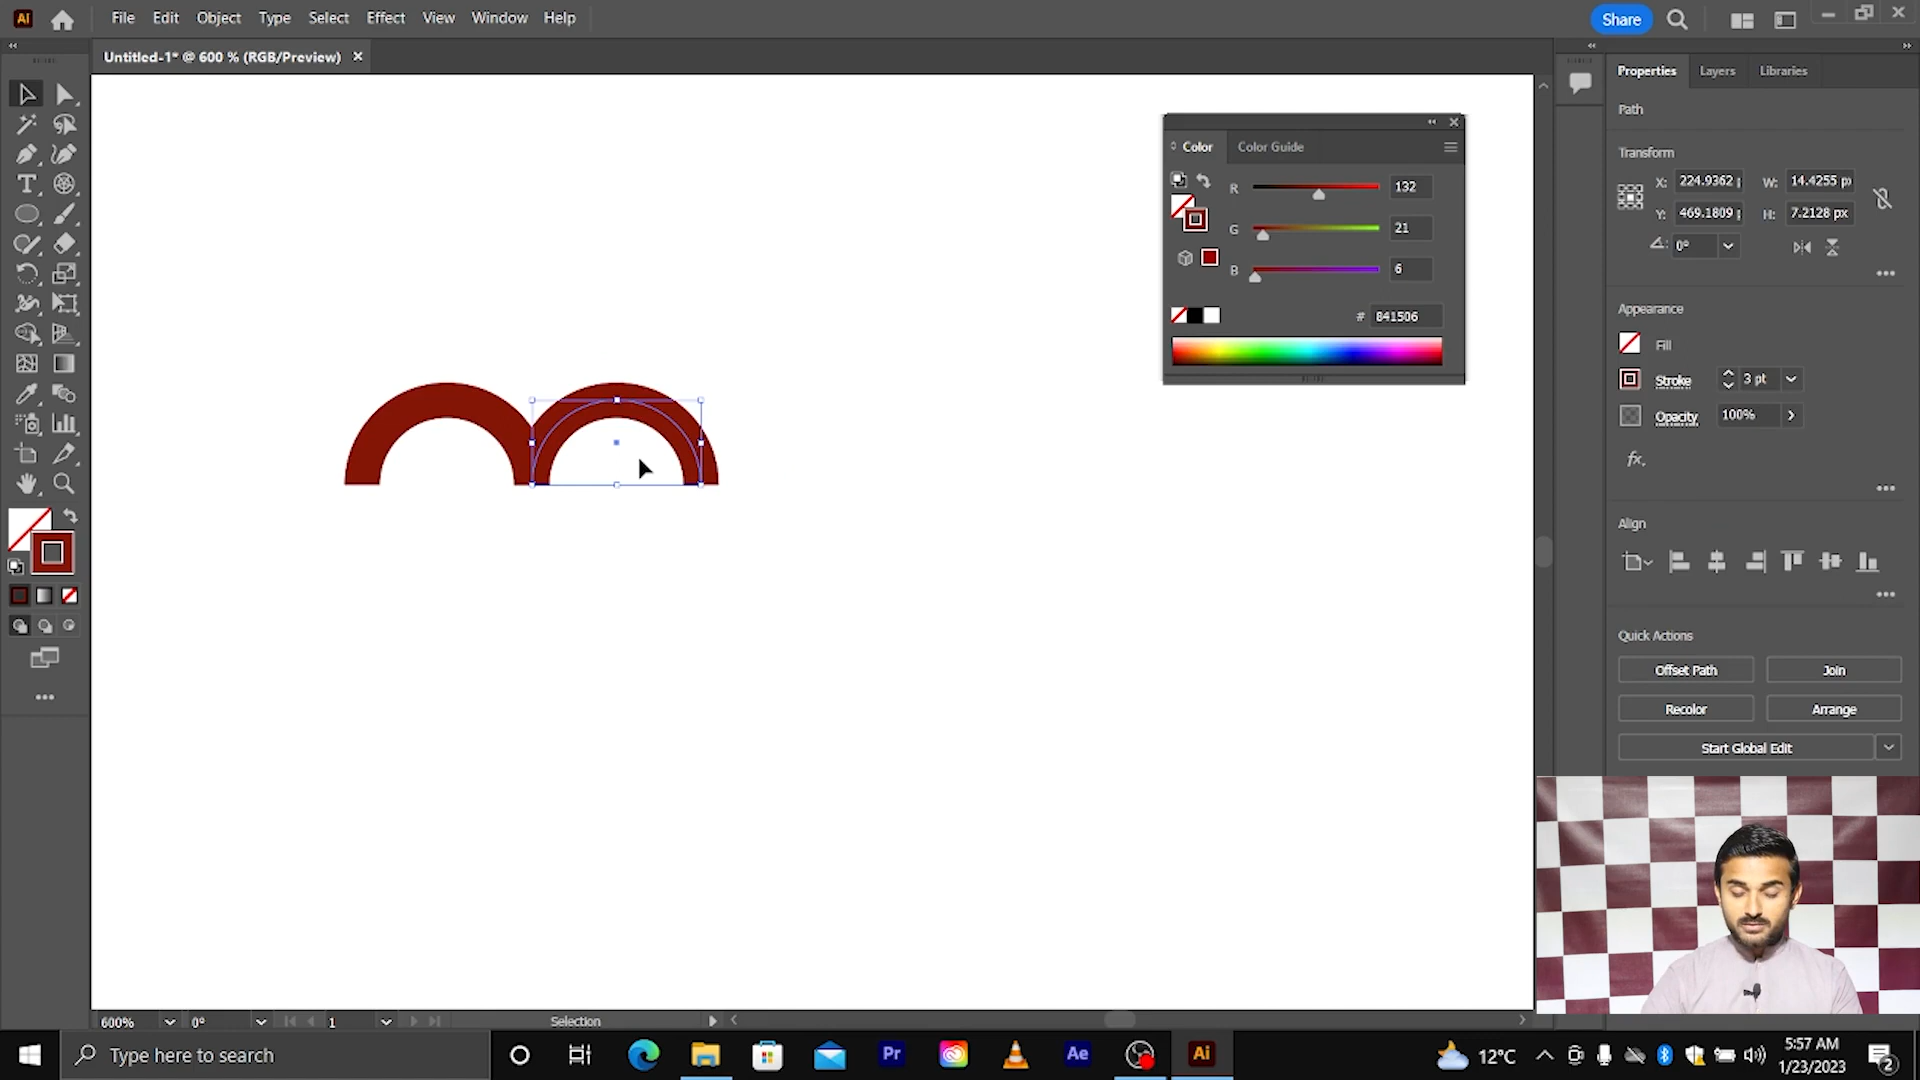 Ai File Edit Object Type Select Effect View Window Help Share
Untitled-1* @ 600 % (RGB/Preview)
Properties Layers Libraries
Path
Transform
X: 224.9362 p W: 14.4255 px
Y: 469.1809 p H: 7.2128 px
0°
Appearance
Fill
Stroke 3 pt
Opacity 100%
fx.
Align
Quick Actions
Offset Path Join
Recolor Arrange
Start Global Edit
Color Color Guide
R 132
G 21
B 6
# 841506
600% 0° 1 Selection
Type here to search
Pr Ae Ai
12°C
5:57 AM
1/23/2023
2